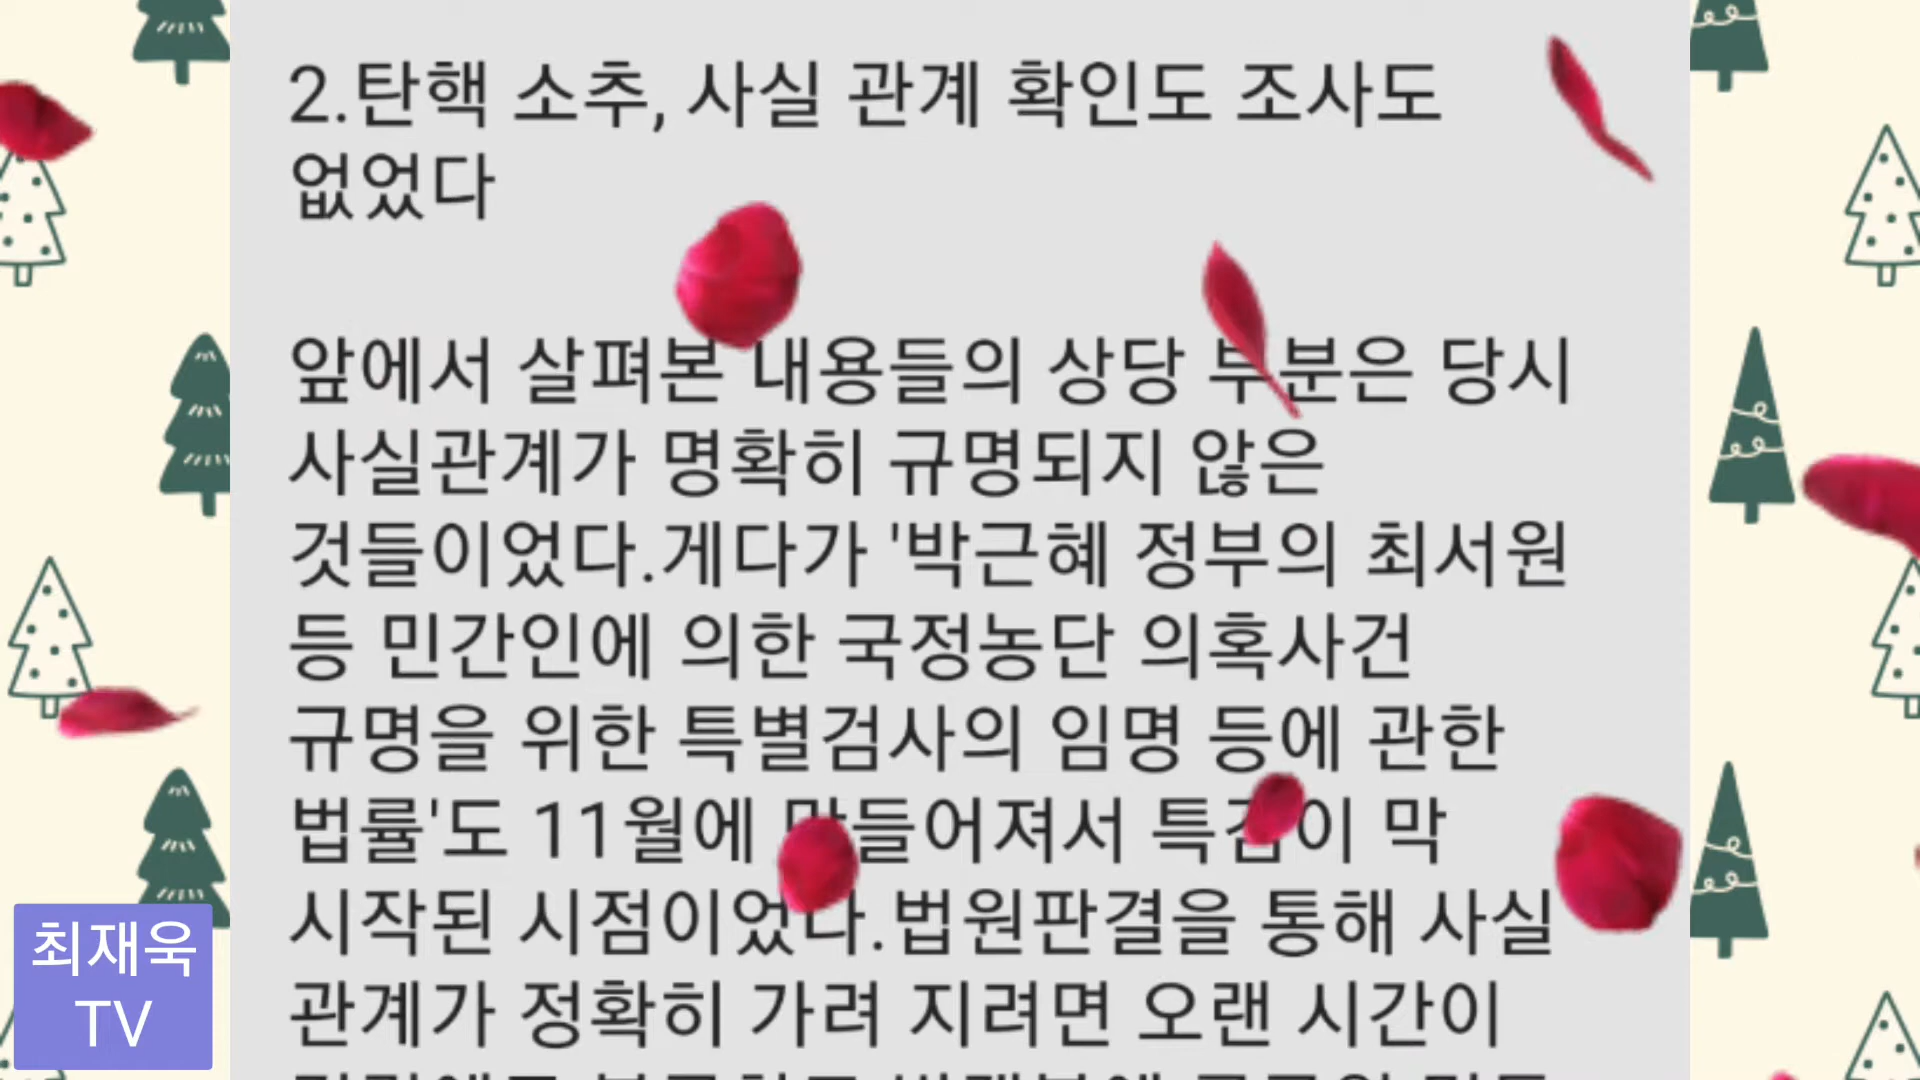 2.탄핵 소추, 사실 관계 확인도 조사도
없었다
앞에서 살펴본 내용들의 상당 부분은 당시
사실관계가 명확히 규명되지 않은
것들이었다.게다가 '박근혜 정부의 최서원
등 민간인에 의한 국정농단 의혹사건
규명을 위한 특별검사의 임명 등에 관한
법률'도 11월에 만들어져서 특검이 막
시작된 시점이었다.법원판결을 통해 사실
관계가 정확히 가려 지려면 오랜 시간이
최재욱
TV